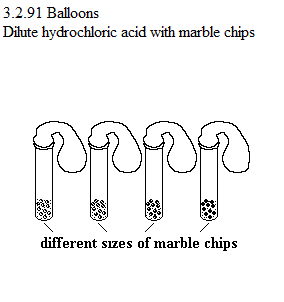 3.2.91 Balloons
Dilute hydrochloric acid with marble chips
different sizes of marble chips